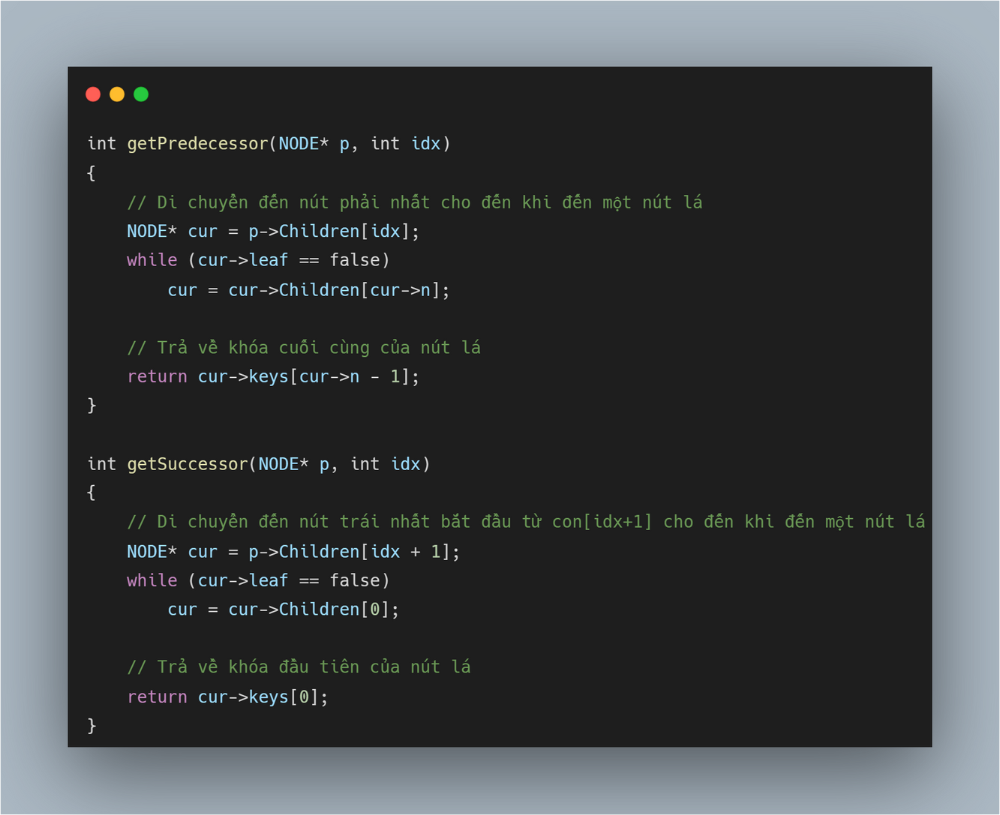 int getPredecessor(NODE* p, int idx)
{
    // Di chuyển đến nút phải nhất cho đến khi đến một nút lá
    NODE* cur = p->Children[idx];
    while (cur->leaf == false)
        cur = cur->Children[cur->n];

    // Trả về khóa cuối cùng của nút lá
    return cur->keys[cur->n - 1];
}

int getSuccessor(NODE* p, int idx)
{
    // Di chuyển đến nút trái nhất bắt đầu từ con[idx+1] cho đến khi đến một nút lá
    NODE* cur = p->Children[idx + 1];
    while (cur->leaf == false)
        cur = cur->Children[0];

    // Trả về khóa đầu tiên của nút lá
    return cur->keys[0];
}